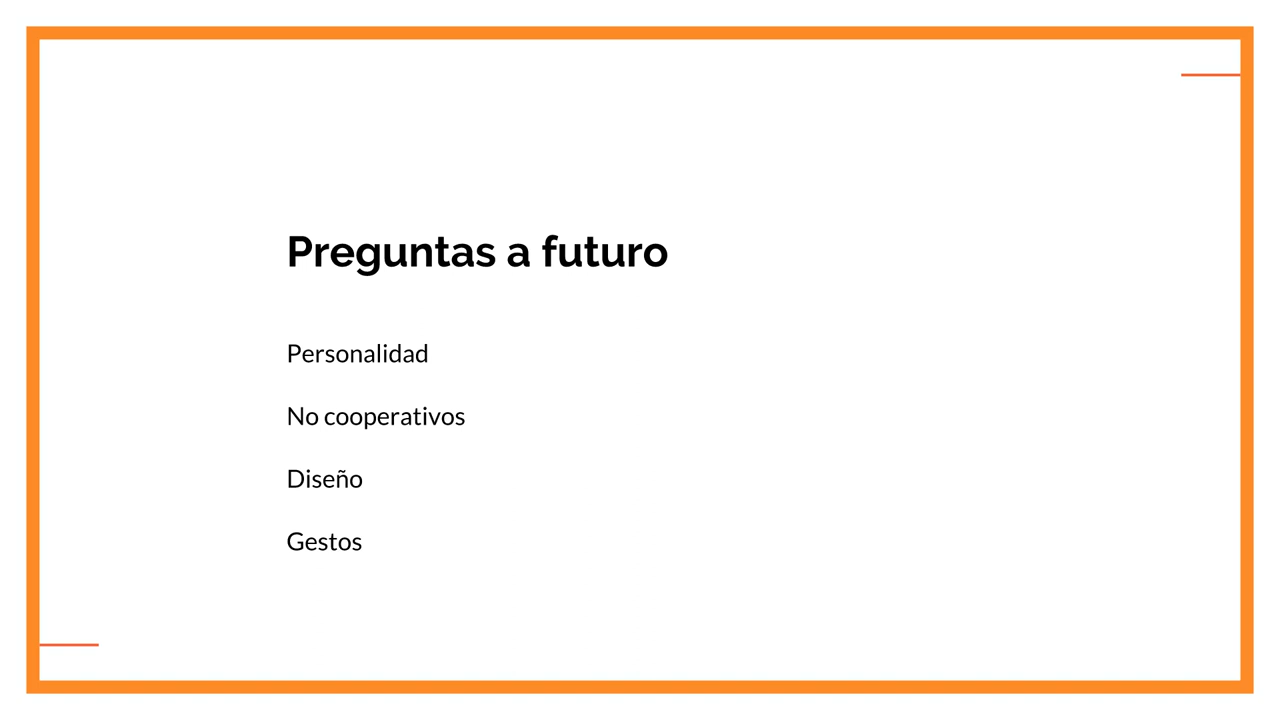 Preguntas a futuro
Personalidad
No cooperativos
Diseño
Gestos